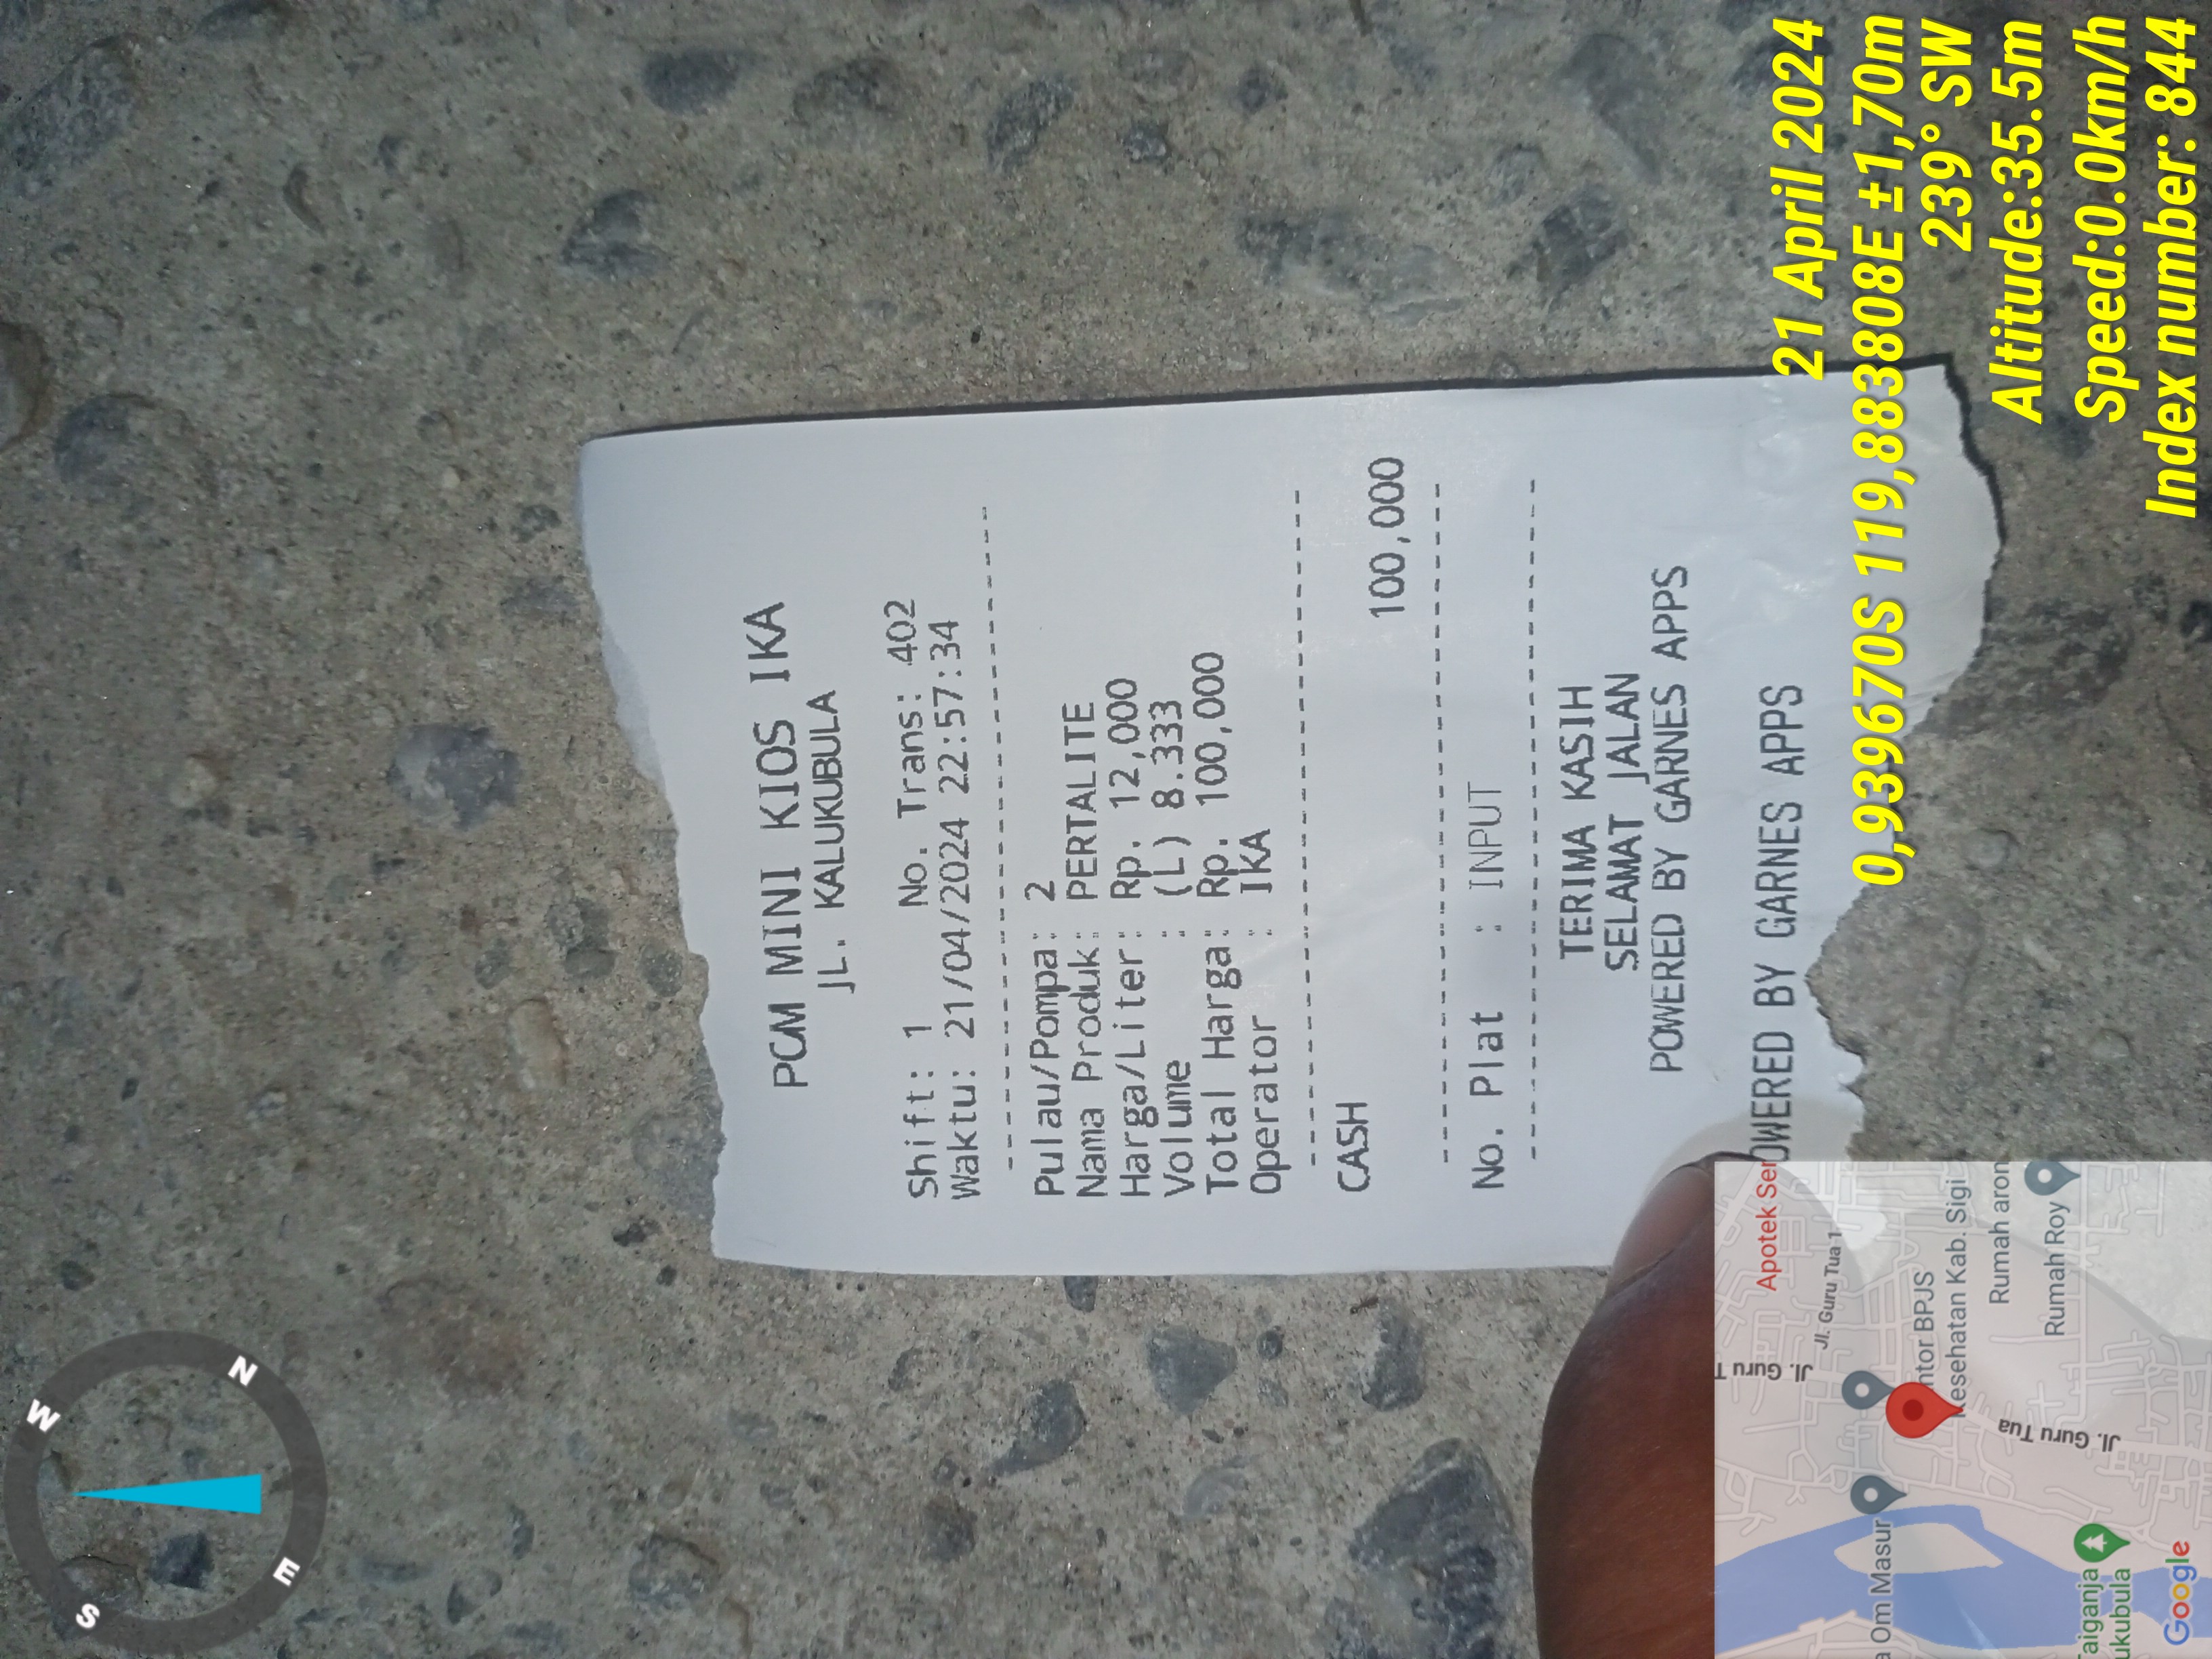 PGM MINI KIOS IKA
JL. KALUKUBULA
Shift: 1 No. Trans: 402
Waktu: 21/04/2024 22:57:34
--------------------------------
Pulau/Pompa: 2
Nama Produk: PERTALITE
Harga/Liter: Rp. 12,000
Volume : (L) 8.333
Total Harga: Rp. 100,000
Operator : IKA
--------------------------------
CASH
100,000
--------------------------------
No. Plat : INPUT
--------------------------------
TERIMA KASIH
SELAMAT JALAN
POWERED BY GARNES APPS
OWERED BY GARNES APPS
21 April 2024
0,939670S 119,883808E ±1,70m
239° SW
Altitude:35.5m
Speed:0.0km/h
Index number: 844
W
N
S
E
Apotek Ser
Jl. Guru Tua 1
Jl. Guru T
ntor BPJS
Kesehatan Kab. Sigi
Rumah aron
Rumah Roy
Jl. Guru Tua
a Om Masur
Taiganja
ukubula
Google